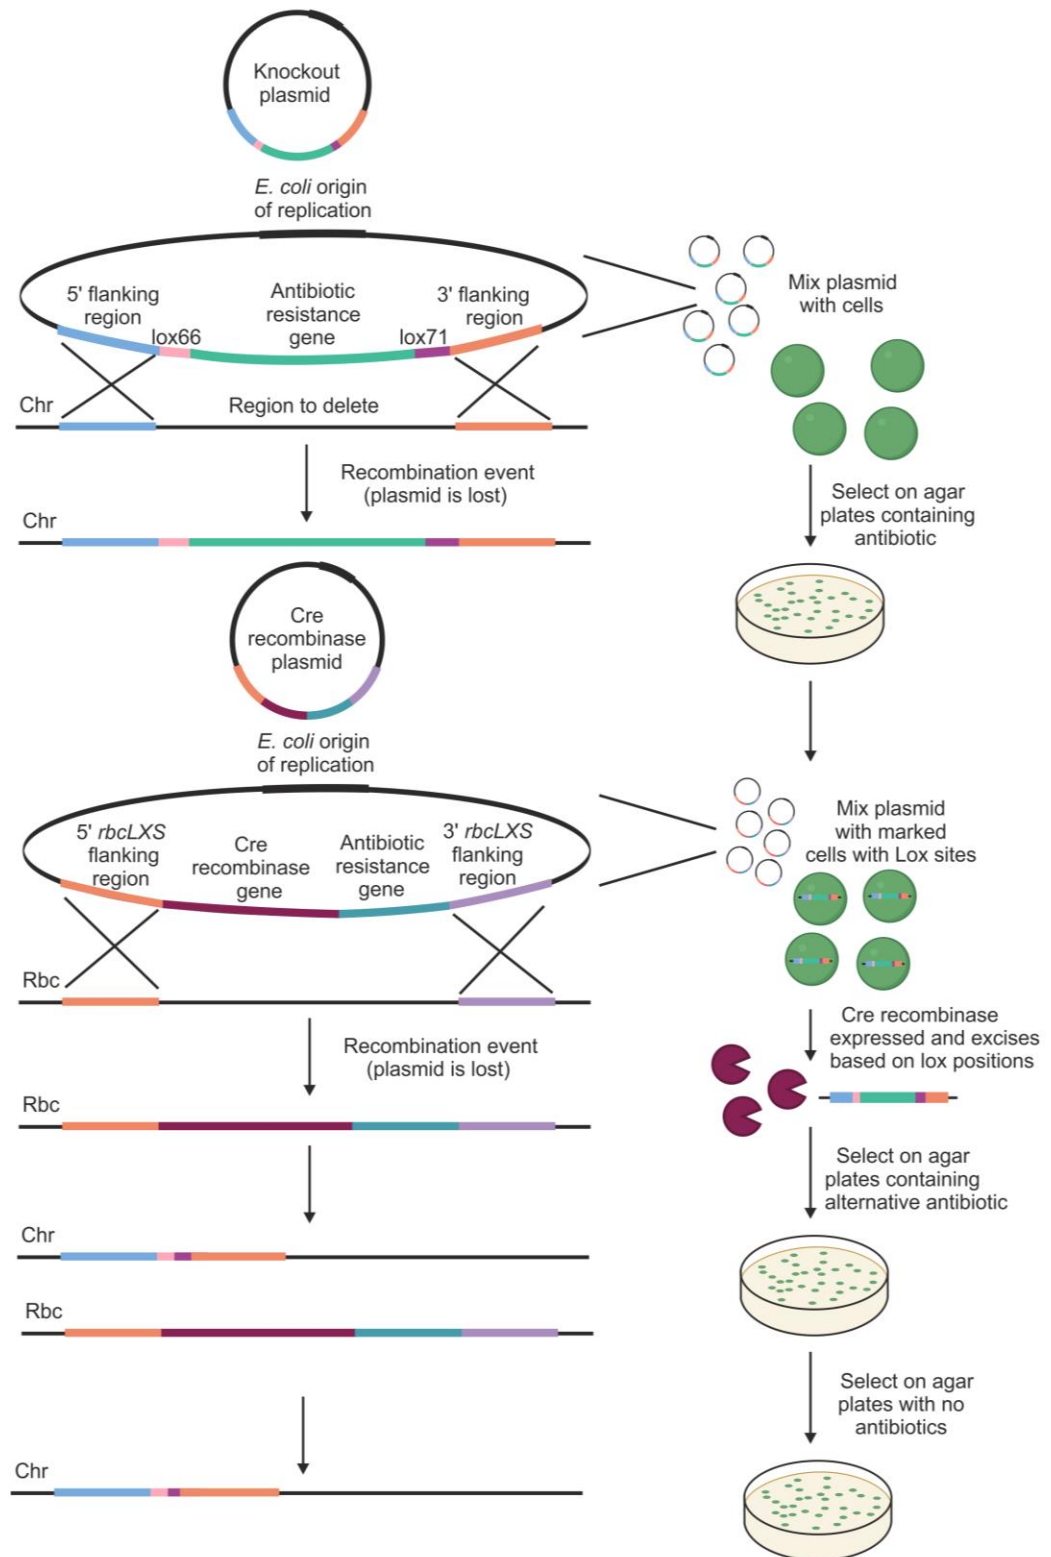 Knockout
plasmid
E. coli origin
of replication
5' flanking
region
lox66
Antibiotic
resistance
gene
lox71
3' flanking
region
Chr
Region to delete
Recombination event
(plasmid is lost)
Chr
Mix plasmid
with cells
Select on agar
plates containing
antibiotic
Cre
recombinase
plasmid
E. coli origin
of replication
5' rbcLXS
flanking
region
Cre
recombinase
gene
Antibiotic
resistance
gene
3' rbcLXS
flanking
region
Rbc
Recombination event
(plasmid is lost)
Rbc
Mix plasmid
with marked
cells with Lox sites
Cre recombinase
expressed and excises
based on lox positions
Select on agar
plates containing
alternative antibiotic
Chr
Rbc
Select on agar
plates with no
antibiotics
Chr